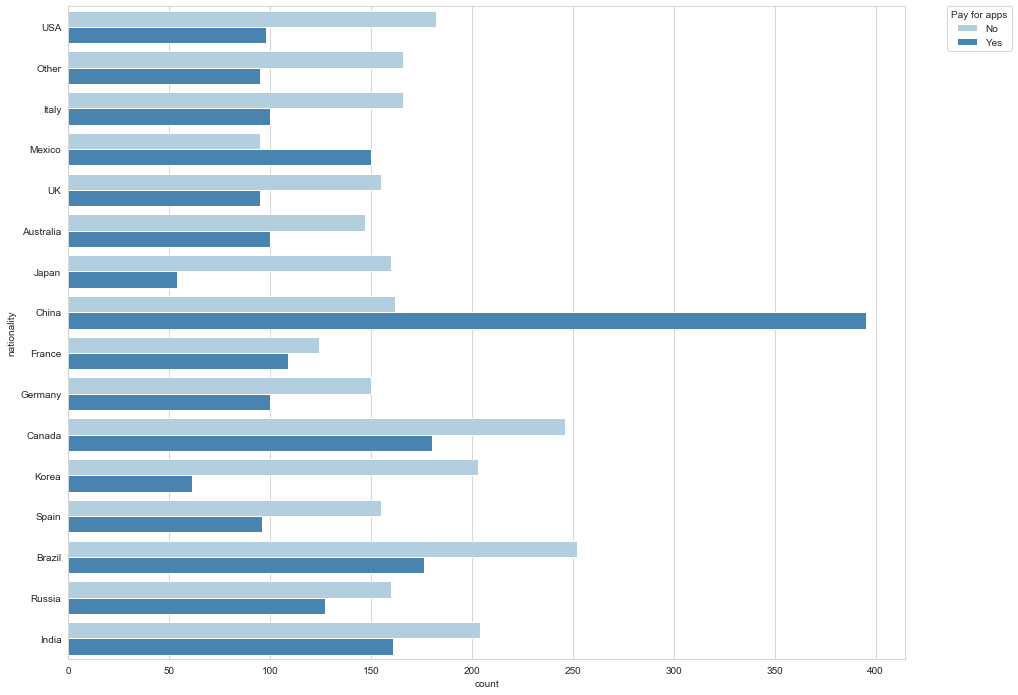 Pay for apps
No
Yes
USA
Other
Italy
Mexico
UK
Australia
Japan
China
France
Germany
Canada
Korea
Spain
Brazil
Russia
India
nationality
0 50 100 150 200 250 300 350 400
count